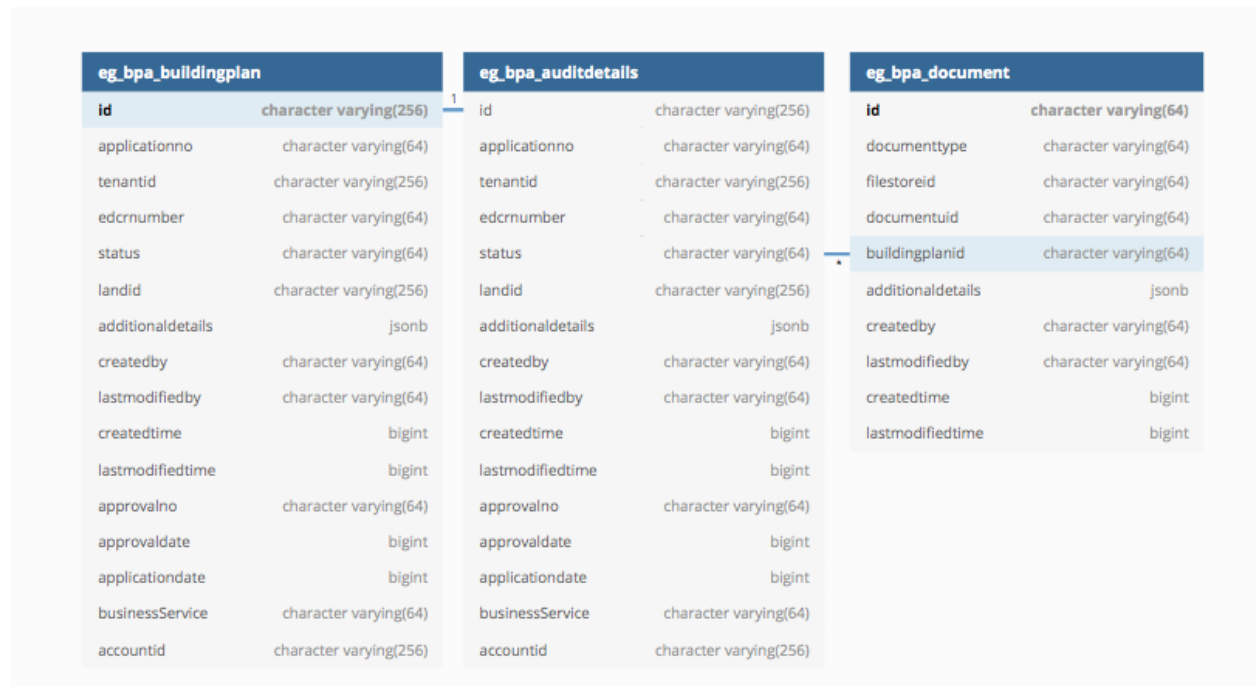 eg_bpa_buildingplan
id character varying(256)
applicationno character varying(64)
tenantid character varying(256)
edcrnumber character varying(64)
status character varying(64)
landid character varying(256)
additionaldetails jsonb
createdby character varying(64)
lastmodifiedby character varying(64)
createdtime bigint
lastmodifiedtime bigint
approvalno character varying(64)
approvaldate bigint
applicationdate bigint
businessService character varying(64)
accountid character varying(256)
1
eg_bpa_auditdetails
id character varying(256)
applicationno character varying(64)
tenantid character varying(256)
edcrnumber character varying(64)
status character varying(64)
landid character varying(256)
additionaldetails jsonb
createdby character varying(64)
lastmodifiedby character varying(64)
createdtime bigint
lastmodifiedtime bigint
approvalno character varying(64)
approvaldate bigint
applicationdate bigint
businessService character varying(64)
accountid character varying(256)
*
eg_bpa_document
id character varying(64)
documenttype character varying(64)
filestoreid character varying(64)
documentuid character varying(64)
buildingplanid character varying(64)
additionaldetails jsonb
createdby character varying(64)
lastmodifiedby character varying(64)
createdtime bigint
lastmodifiedtime bigint